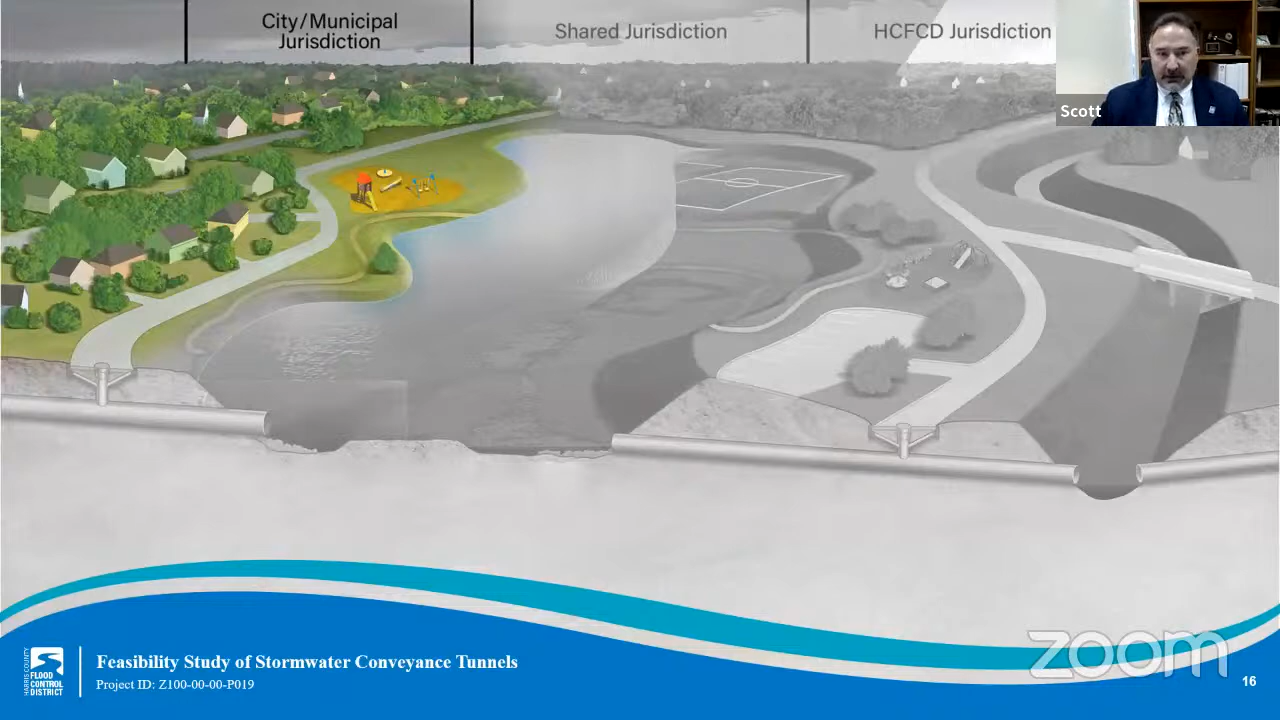 City/Municipal
Jurisdiction
Shared Jurisdiction
HCFCD Jurisdiction
Scott
HARRIS COUNTY
FLOOD
CONTROL
DISTRICT
Feasibility Study of Stormwater Conveyance Tunnels
Project ID: Z100-00-00-P019
zoom
16